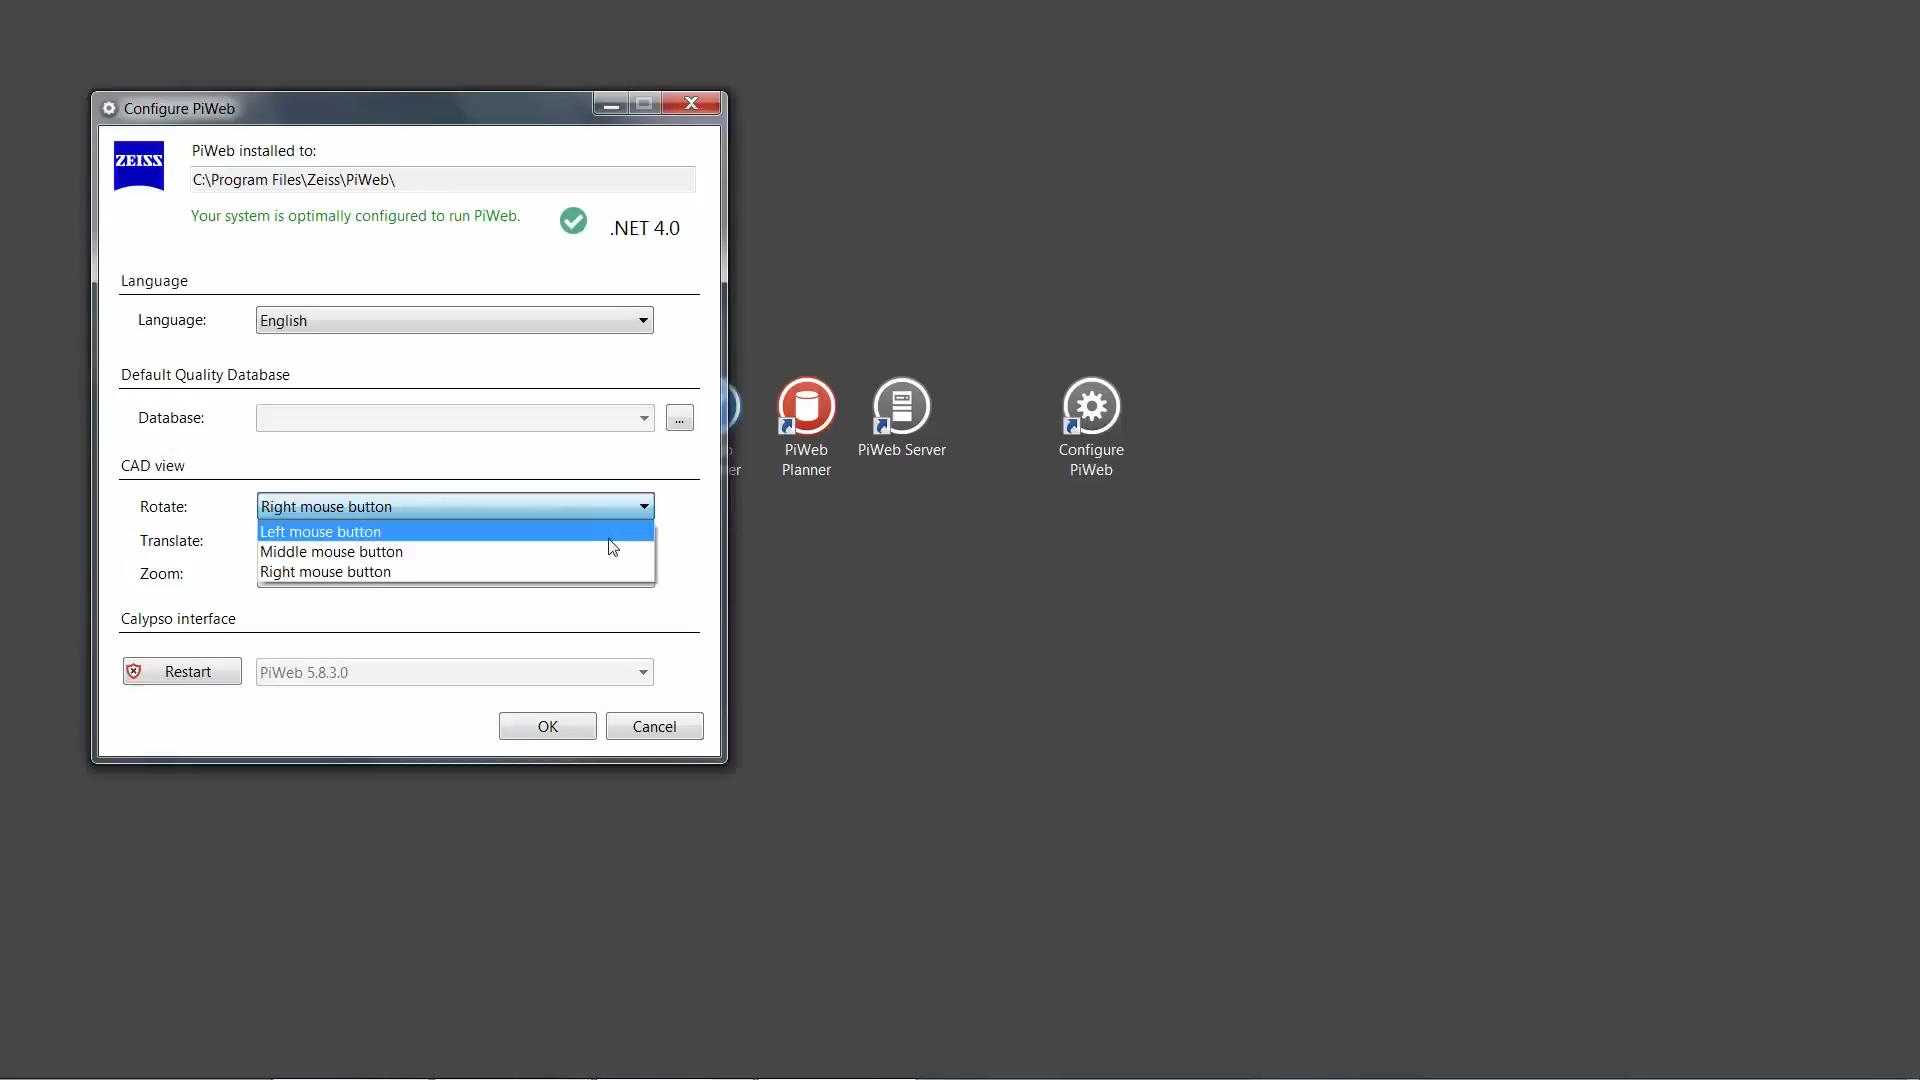 Configure PiWeb
ZEISS
PiWeb installed to:
C:\Program Files\Zeiss\PiWeb\
Your system is optimally configured to run PiWeb.
.NET 4.0
Language
Language:
English
Default Quality Database
Database:
...
CAD view
Rotate:
Right mouse button
Left mouse button
Translate:
Middle mouse button
Zoom:
Right mouse button
Calypso interface
Restart
PiWeb 5.8.3.0
OK
Cancel
PiWeb
Planner
PiWeb Server
Configure
PiWeb